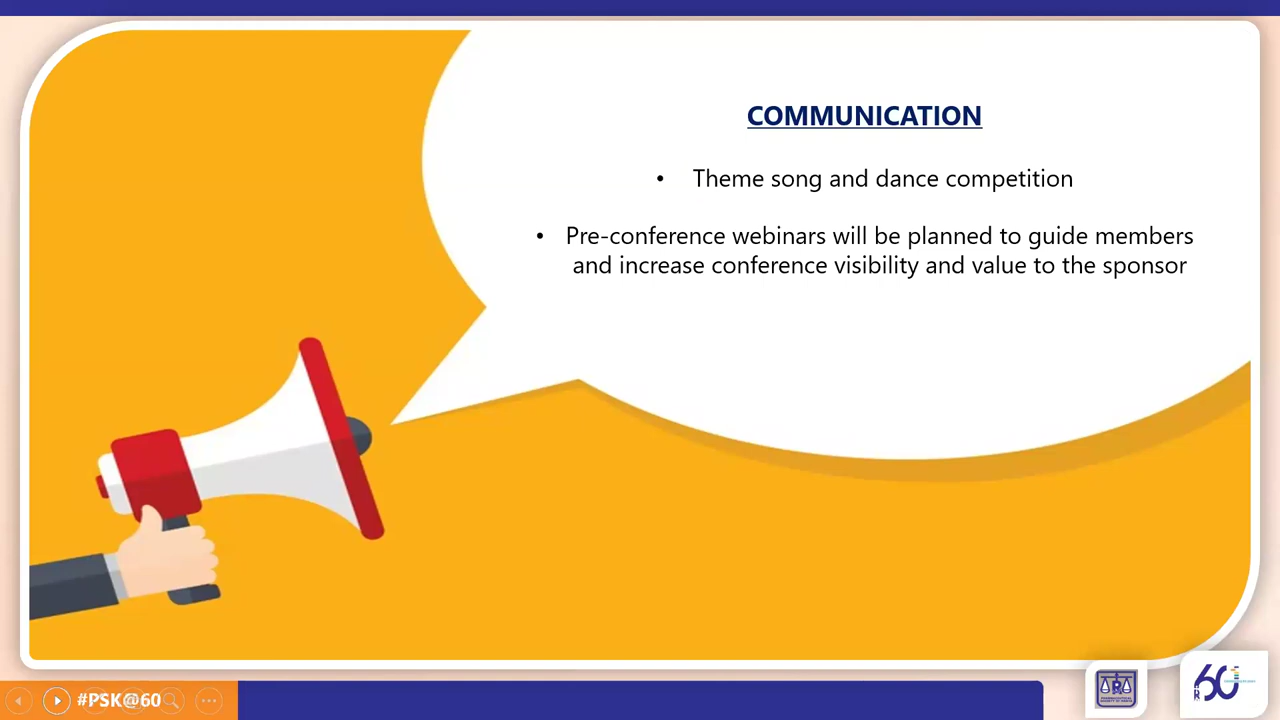 COMMUNICATION
• Theme song and dance competition
• Pre-conference webinars will be planned to guide members
and increase conference visibility and value to the sponsor
#PSK@60
60